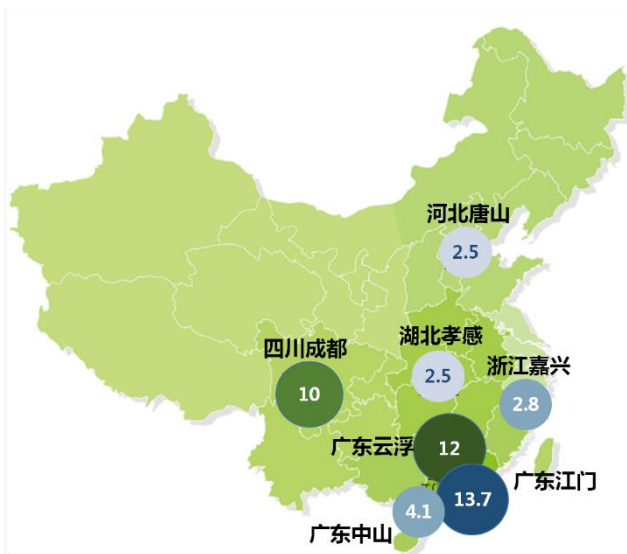 河北唐山
2.5
湖北孝感
2.5
四川成都
10
浙江嘉兴
2.8
广东云浮
12
广东江门
13.7
广东中山
4.1